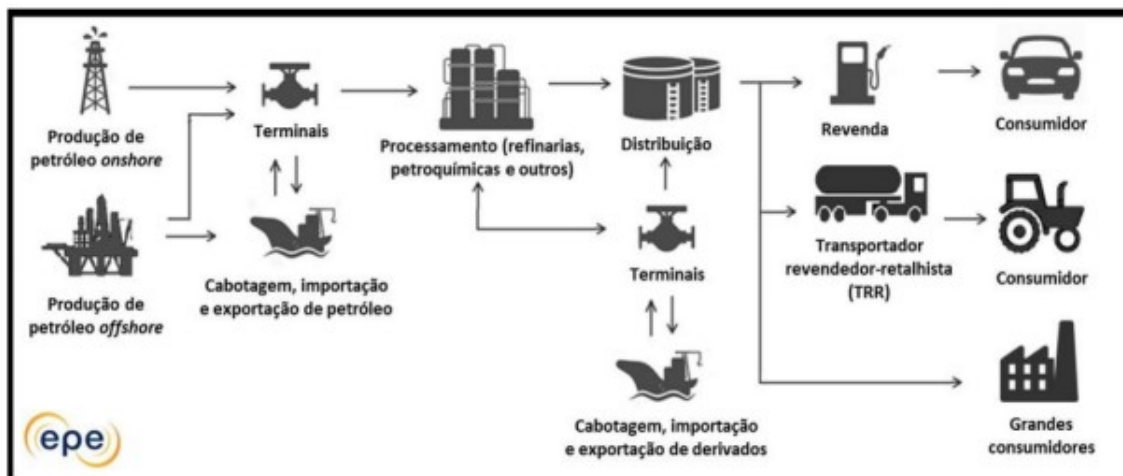 Produção de
petróleo onshore
Terminais
Processamento (refinarias,
petroquímicas e outros)
Distribuição
Revenda
Consumidor
Produção de
petróleo offshore
Cabotagem, importação
e exportação de petróleo
Terminais
Transportador
revendedor-retalhista
(TRR)
Consumidor
Cabotagem, importação
e exportação de derivados
Grandes
consumidores
epe